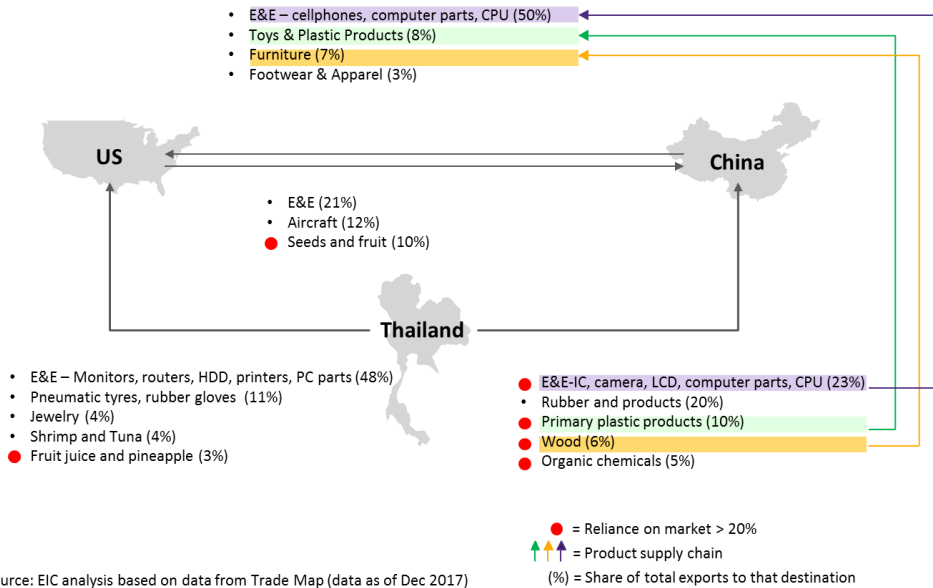 • E&E – cellphones, computer parts, CPU (50%)
• Toys & Plastic Products (8%)
• Furniture (7%)
• Footwear & Apparel (3%)
US
China
• E&E (21%)
• Aircraft (12%)
Seeds and fruit (10%)
Thailand
• E&E – Monitors, routers, HDD, printers, PC parts (48%)
• Pneumatic tyres, rubber gloves (11%)
• Jewelry (4%)
• Shrimp and Tuna (4%)
Fruit juice and pineapple (3%)
E&E-IC, camera, LCD, computer parts, CPU (23%)
• Rubber and products (20%)
Primary plastic products (10%)
Wood (6%)
Organic chemicals (5%)
= Reliance on market > 20%
= Product supply chain
(%) = Share of total exports to that destination
urce: EIC analysis based on data from Trade Map (data as of Dec 2017)